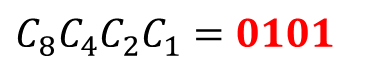 C₈C₄C₂C₁ = 0101